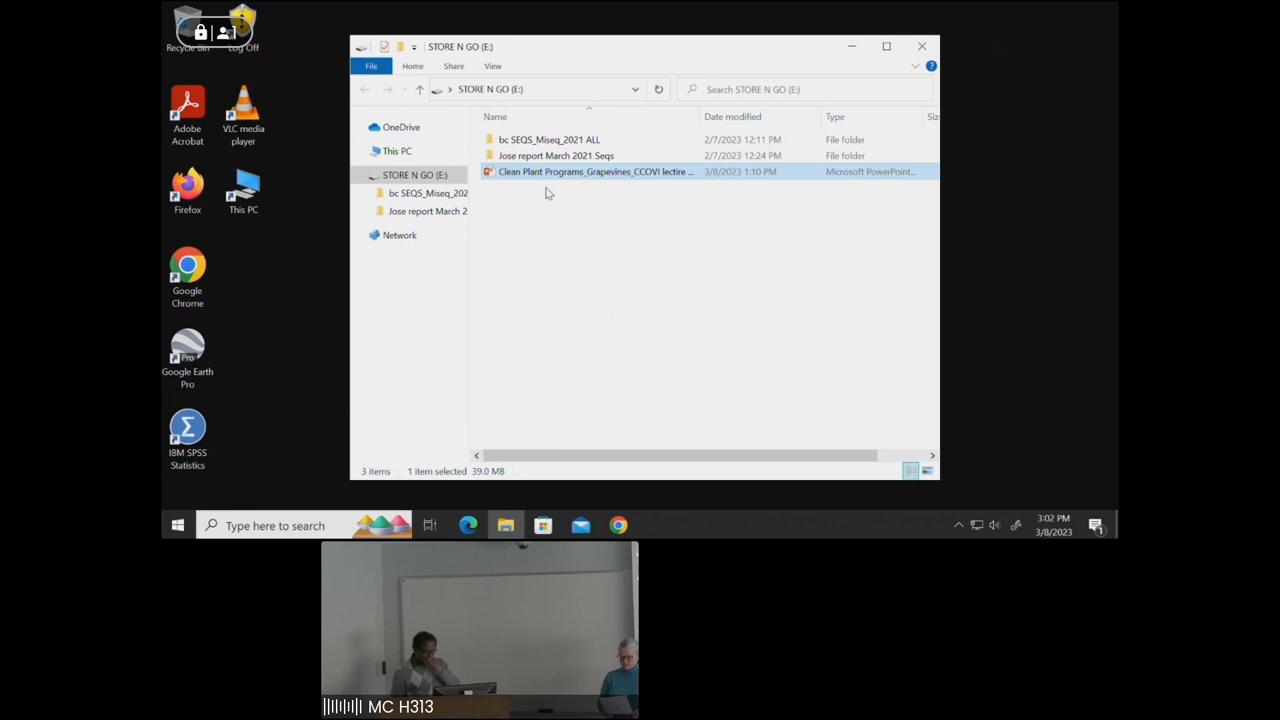 Recycle Bin
Log Off
Adobe Acrobat
VLC media player
Firefox
This PC
Google Chrome
Pro
Google Earth Pro
Σ
IBM SPSS Statistics
STORE N GO (E:)
File Home Share View
STORE N GO (E:)
Search STORE N GO (E:)
Name Date modified Type Siz
OneDrive
This PC
STORE N GO (E:)
bc SEQS_Miseq_202
Jose report March 2
Network
bc SEQS_Miseq_2021 ALL 2/7/2023 12:11 PM File folder
Jose report March 2021 Seqs 2/7/2023 12:24 PM File folder
Clean Plant Programs_Grapevines_CCOVI lectire ... 3/8/2023 1:10 PM Microsoft PowerPoint...
3 items 1 item selected 39.0 MB
Type here to search
3:02 PM
3/8/2023
1
MC H313